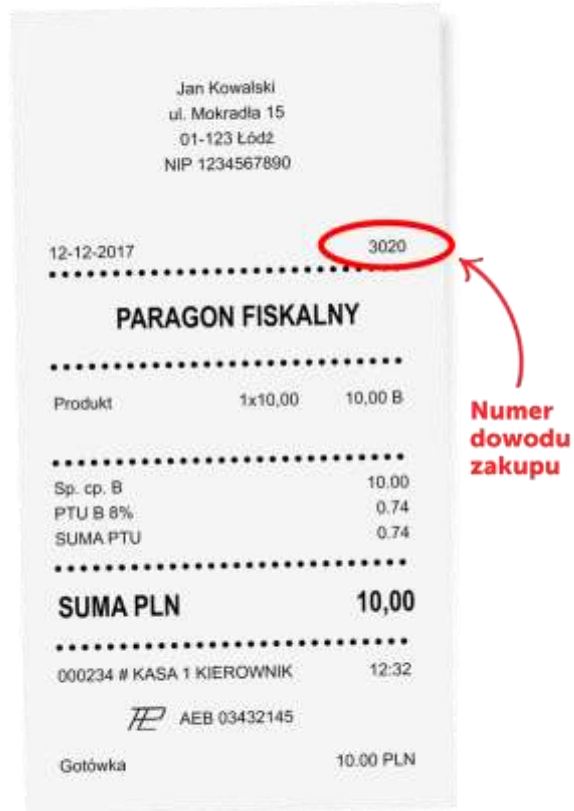 Jan Kowalski
ul. Mokradla 15
01-123 Łódź
NIP 1234567890
12-12-2017 3020
PARAGON FISKALNY
Produkt 1x10,00 10,00 B
Sp. cp. B 10.00
PTU B 8% 0.74
SUMA PTU 0.74
SUMA PLN 10,00
000234 # KASA 1 KIEROWNIK 12:32
AEB 03432145
Gotówka 10.00 PLN
Numer
dowodu
zakupu